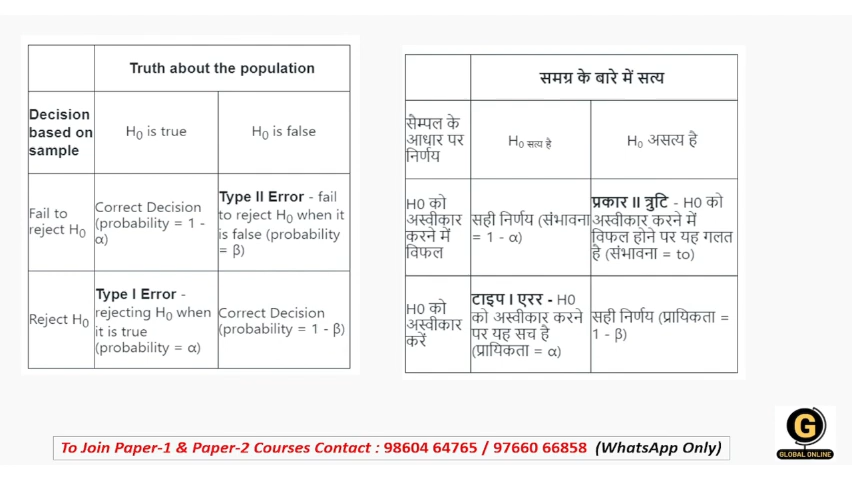 Truth about the population
Decision
based on
sample
H0 is true
H0 is false
Fail to
reject H0
Correct Decision
(probability = 1 -
α)
Type II Error - fail
to reject H0 when it
is false (probability
= β)
Reject H0
Type I Error -
rejecting H0 when
it is true
(probability = α)
Correct Decision
(probability = 1 - β)
समग्र के बारे में सत्य
सैम्पल के
आधार पर
निर्णय
H0 सत्य है
H0 असत्य है
H0 को
अस्वीकार
करने में
विफल
सही निर्णय (संभावना
= 1 - α)
प्रकार II त्रुटि - H0 को
अस्वीकार करने में
विफल होने पर यह गलत
है (संभावना = to)
H0 को
अस्वीकार
करें
टाइप I एरर - H0
को अस्वीकार करने
पर यह सच है
(प्रायिकता = α)
सही निर्णय (प्रायिकता =
1 - β)
To Join Paper-1 & Paper-2 Courses Contact : 98604 64765 / 97660 66858 (WhatsApp Only)
G
GLOBAL ONLINE